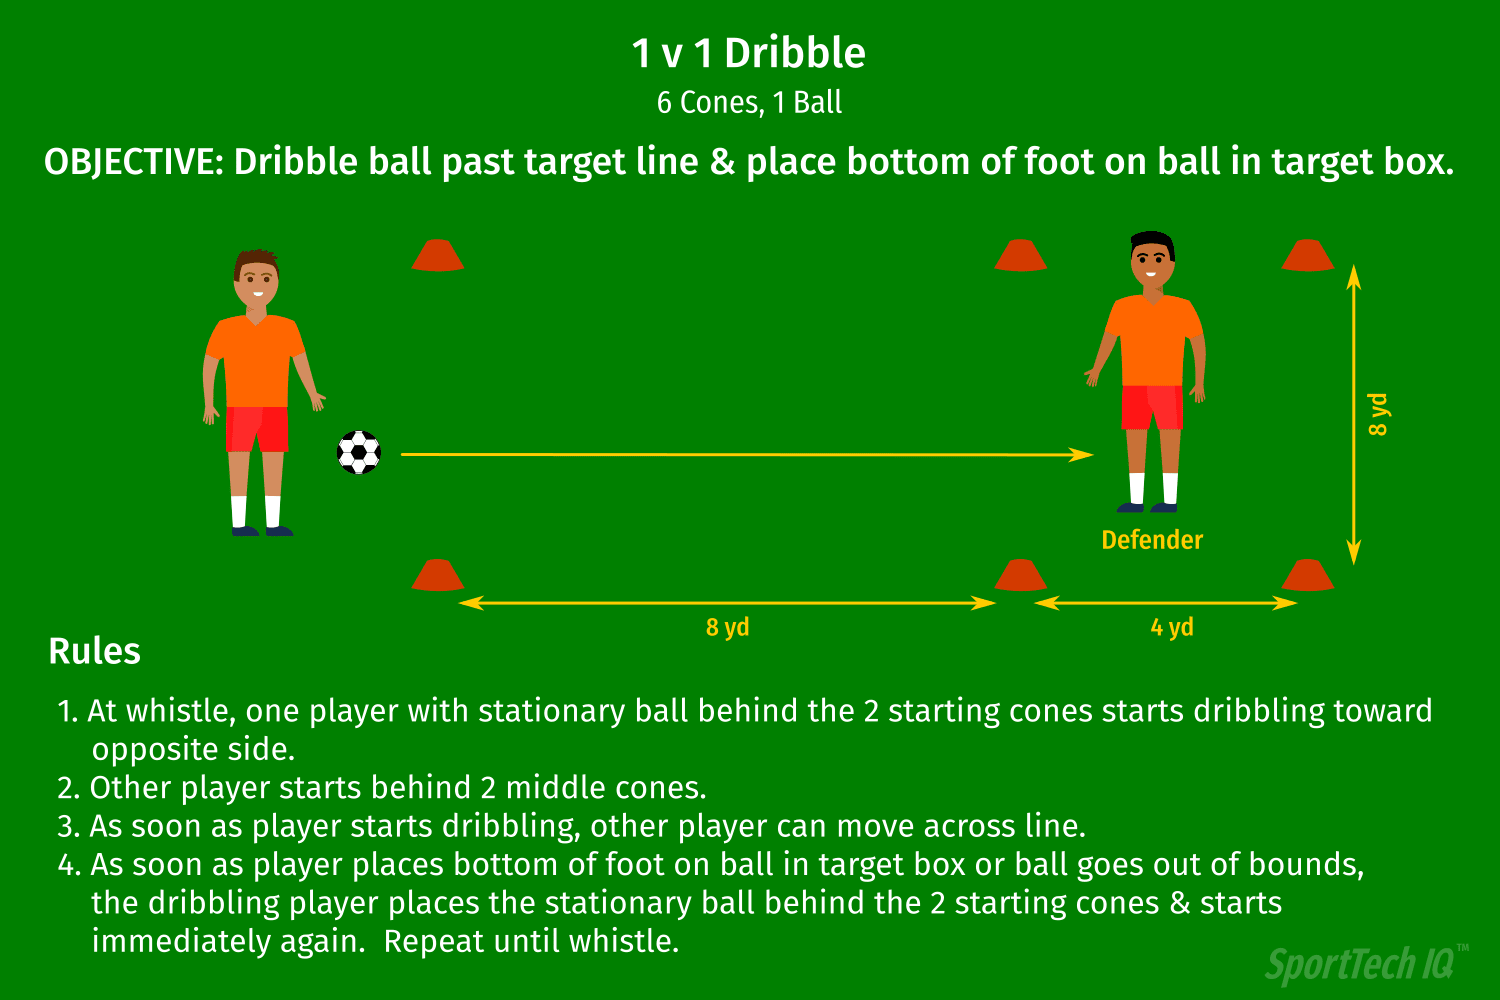 1 v 1 Dribble
6 Cones, 1 Ball
OBJECTIVE: Dribble ball past target line & place bottom of foot on ball in target box.
8 yd
Defender
8 yd
4 yd
Rules
1. At whistle, one player with stationary ball behind the 2 starting cones starts dribbling toward
opposite side.
2. Other player starts behind 2 middle cones.
3. As soon as player starts dribbling, other player can move across line.
4. As soon as player places bottom of foot on ball in target box or ball goes out of bounds,
the dribbling player places the stationary ball behind the 2 starting cones & starts
immediately again.  Repeat until whistle.
SportTech IQ™